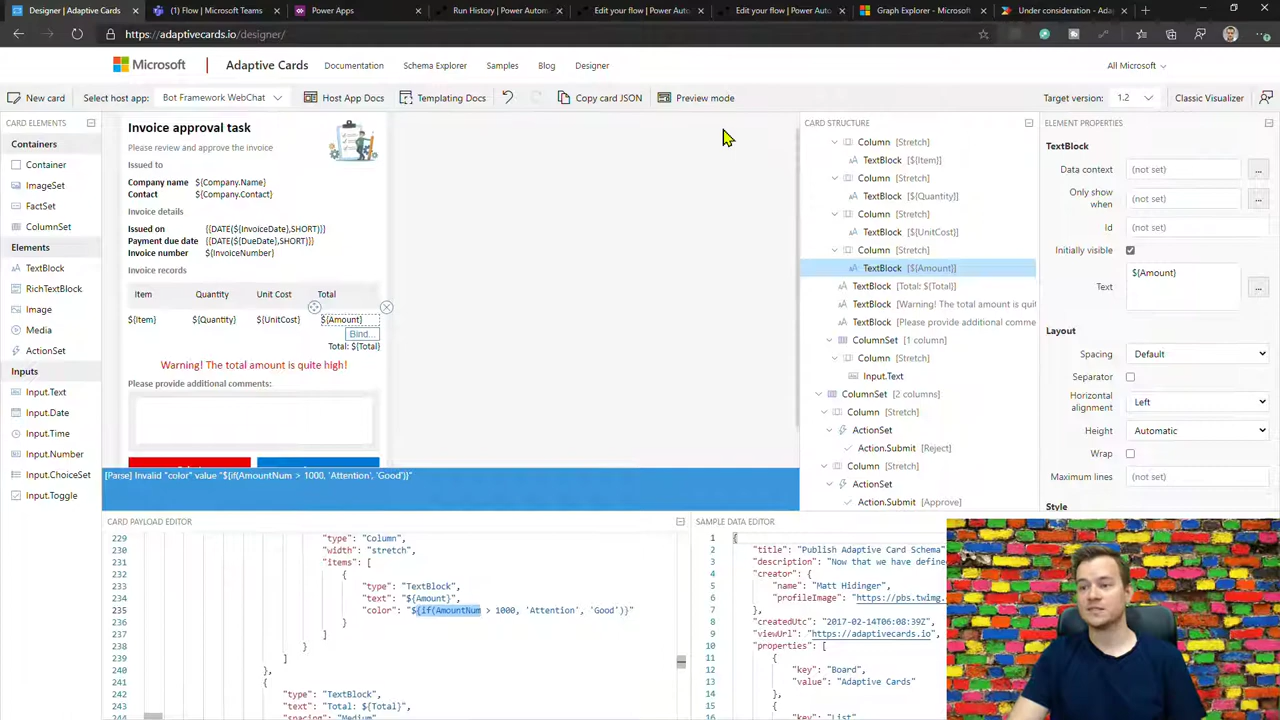 Designer | Adaptive Cards
(1) Flow | Microsoft Teams
Power Apps
Run History | Power Automate
Edit your flow | Power Auto
Edit your flow | Power Auto
Graph Explorer - Microsoft
Under consideration - Adap
https://adaptivecards.io/designer/
Microsoft | Adaptive Cards
Documentation
Schema Explorer
Samples
Blog
Designer
All Microsoft
New card
Select host app:
Bot Framework WebChat
Host App Docs
Templating Docs
Copy card JSON
Preview mode
Target version:
1.2
Classic Visualizer
CARD ELEMENTS
Containers
Container
ImageSet
FactSet
ColumnSet
Elements
TextBlock
RichTextBlock
Image
Media
ActionSet
Inputs
Input.Text
Input.Date
Input.Time
Input.Number
Input.ChoiceSet
Input.Toggle
Invoice approval task
Please review and approve the invoice
Issued to
Company name ${Company.Name}
Contact ${Company.Contact}
Invoice details
Issued on {{DATE(${InvoiceDate},SHORT)}}
Payment due date {{DATE(${DueDate},SHORT)}}
Invoice number ${InvoiceNumber}
Invoice records
Item Quantity Unit Cost Total
${Item} ${Quantity} ${UnitCost} ${Amount}
Bind...
Total: ${Total}
Warning! The total amount is quite high!
Please provide additional comments:
[Parse] Invalid "color" value "${if(AmountNum > 1000, 'Attention', 'Good')}"
CARD STRUCTURE
Column [Stretch]
TextBlock [${Item}]
Column [Stretch]
TextBlock [${Quantity}]
Column [Stretch]
TextBlock [${UnitCost}]
Column [Stretch]
TextBlock [${Amount}]
TextBlock [Total: ${Total}]
TextBlock [Warning! The total amount is quit
TextBlock [Please provide additional comme
ColumnSet [1 column]
Column [Stretch]
Input.Text
ColumnSet [2 columns]
Column [Stretch]
ActionSet
Action.Submit [Reject]
Column [Stretch]
ActionSet
Action.Submit [Approve]
ELEMENT PROPERTIES
TextBlock
Data context (not set) ...
Only show when (not set) ...
Id (not set)
Initially visible
Text ${Amount} ...
Layout
Spacing Default
Separator
Horizontal alignment Left
Height Automatic
Wrap
Maximum lines (not set)
Style
CARD PAYLOAD EDITOR
229 "type": "Column",
230 "width": "stretch",
231 "items": [
232 {
233 "type": "TextBlock",
234 "text": "${Amount}",
235 "color": "${if(AmountNum > 1000, 'Attention', 'Good')}"
236 }
237 ]
238 }
239 ]
240 },
241 {
242 "type": "TextBlock",
243 "text": "Total: ${Total}",
244 "spacing": "Medium",
SAMPLE DATA EDITOR
1 {
2 "title": "Publish Adaptive Card Schema"
3 "description": "Now that we have define
4 "creator": {
5 "name": "Matt Hidinger",
6 "profileImage": "https://pbs.twimg.
7 },
8 "createdUtc": "2017-02-14T06:08:39Z",
9 "viewUrl": "https://adaptivecards.io",
10 "properties": [
11 {
12 "key": "Board",
13 "value": "Adaptive Cards"
14 },
15 {
16 "key": "List",